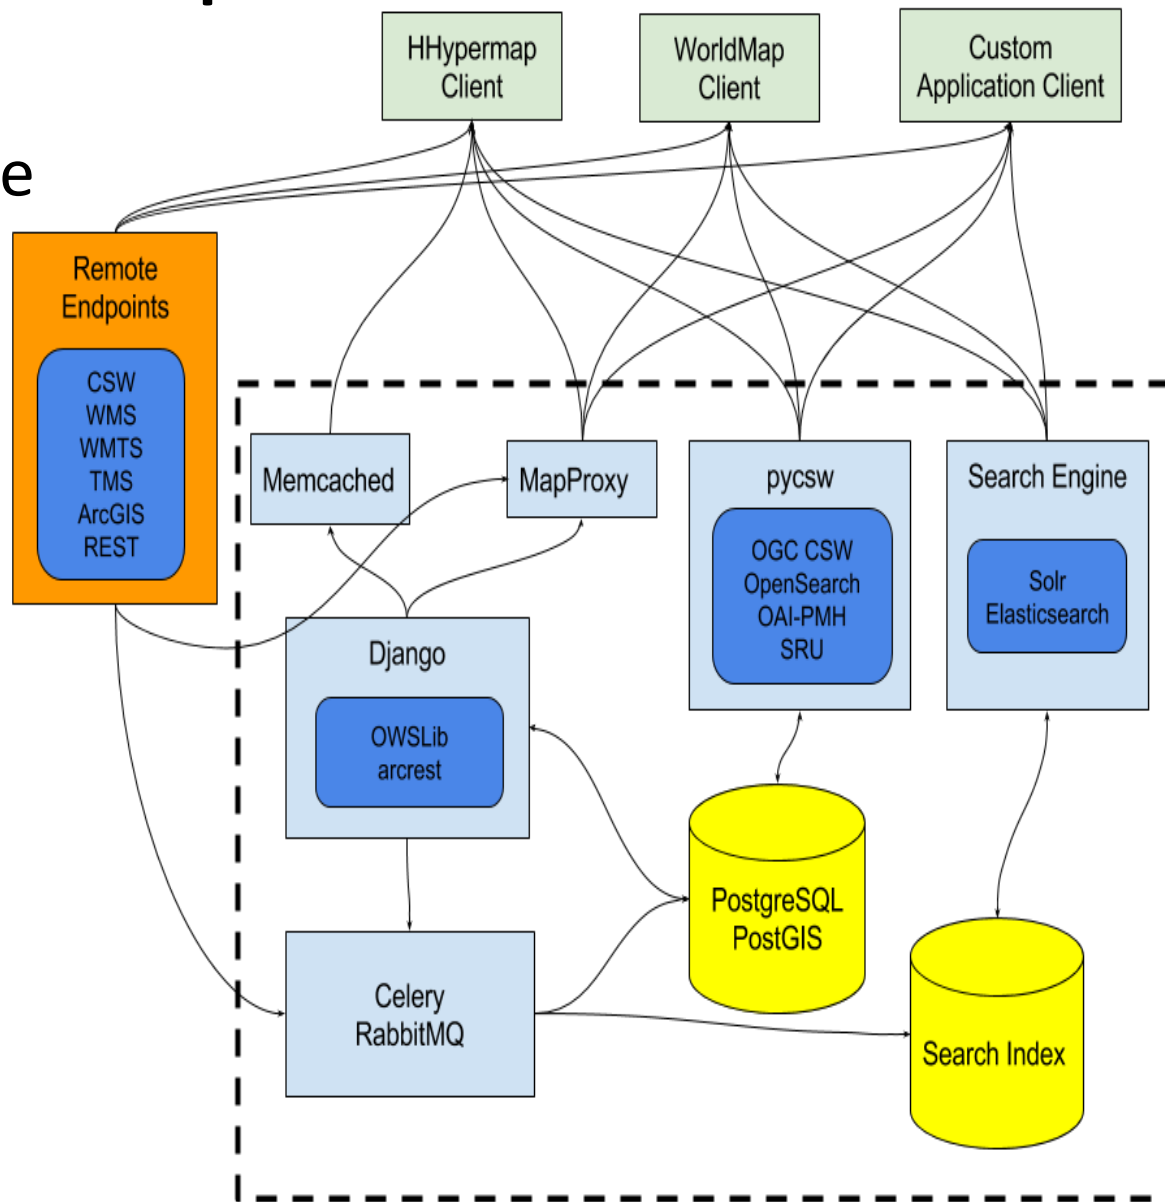 HHypermap
Client
WorldMap
Client
Custom
Application Client
e
Remote
Endpoints
CSW
WMS
WMTS
TMS
ArcGIS
REST
Memcached
MapProxy
pycsw
OGC CSW
OpenSearch
OAI-PMH
SRU
Search Engine
Solr
Elasticsearch
Django
OWSLib
arcrest
PostgreSQL
PostGIS
Celery
RabbitMQ
Search Index